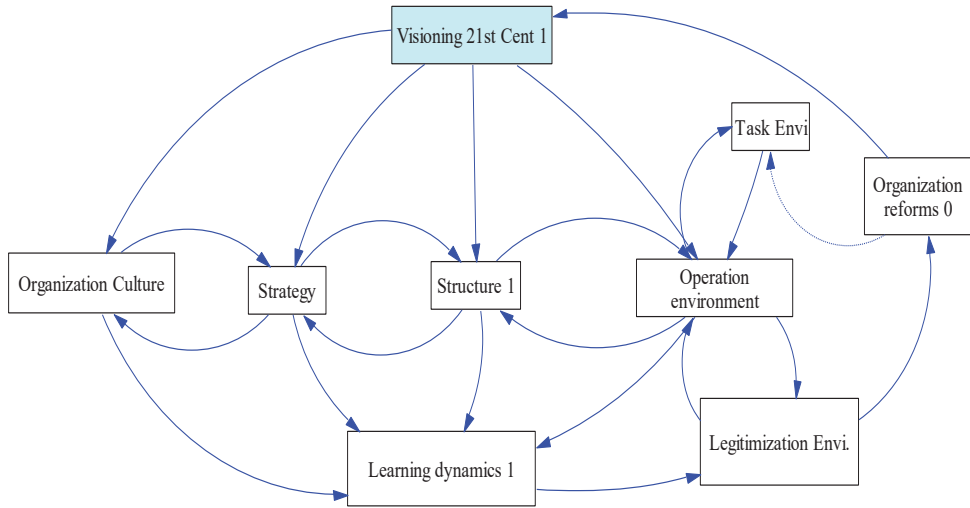 Visioning 21st Cent 1
Task Envi
Organization
reforms 0
Organization Culture
Strategy
Structure 1
Operation
environment
Learning dynamics 1
Legitimization Envi.